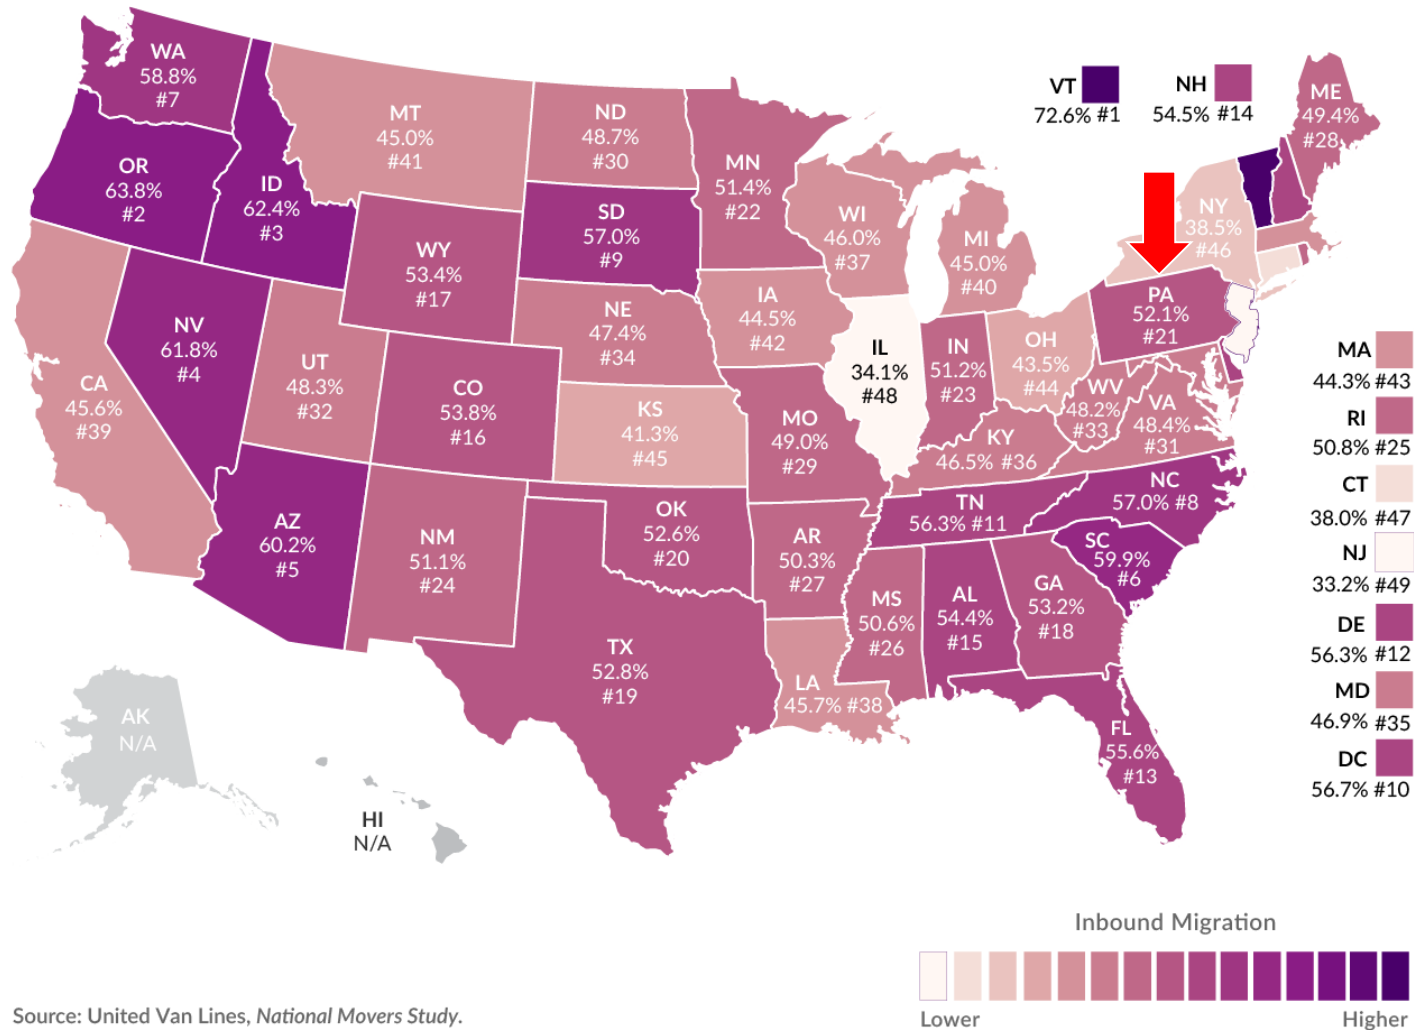 WA
58.8%
#7
OR
63.8%
#2
ID
62.4%
#3
MT
45.0%
#41
ND
48.7%
#30
MN
51.4%
#22
SD
57.0%
#9
WY
53.4%
#17
WI
46.0%
#37
MI
45.0%
#40
VT
72.6% #1
NH
54.5% #14
ME
49.4%
#28
NY
38.5%
#46
PA
52.1%
#21
NV
61.8%
#4
UT
48.3%
#32
CA
45.6%
#39
CO
53.8%
#16
NE
47.4%
#34
IA
44.5%
#42
KS
41.3%
#45
MO
49.0%
#29
IL
34.1%
#48
IN
51.2%
#23
OH
43.5%
#44
WV
48.2%
#33
VA
48.4%
#31
KY
46.5% #36
AZ
60.2%
#5
NM
51.1%
#24
OK
52.6%
#20
AR
50.3%
#27
TN
56.3% #11
NC
57.0% #8
SC
59.9%
#6
MS
50.6%
#26
AL
54.4%
#15
GA
53.2%
#18
TX
52.8%
#19
LA
45.7% #38
FL
55.6%
#13
AK
N/A
HI
N/A
MA
44.3% #43
RI
50.8% #25
CT
38.0% #47
NJ
33.2% #49
DE
56.3% #12
MD
46.9% #35
DC
56.7% #10
Inbound Migration
Lower Higher
Source: United Van Lines, National Movers Study.